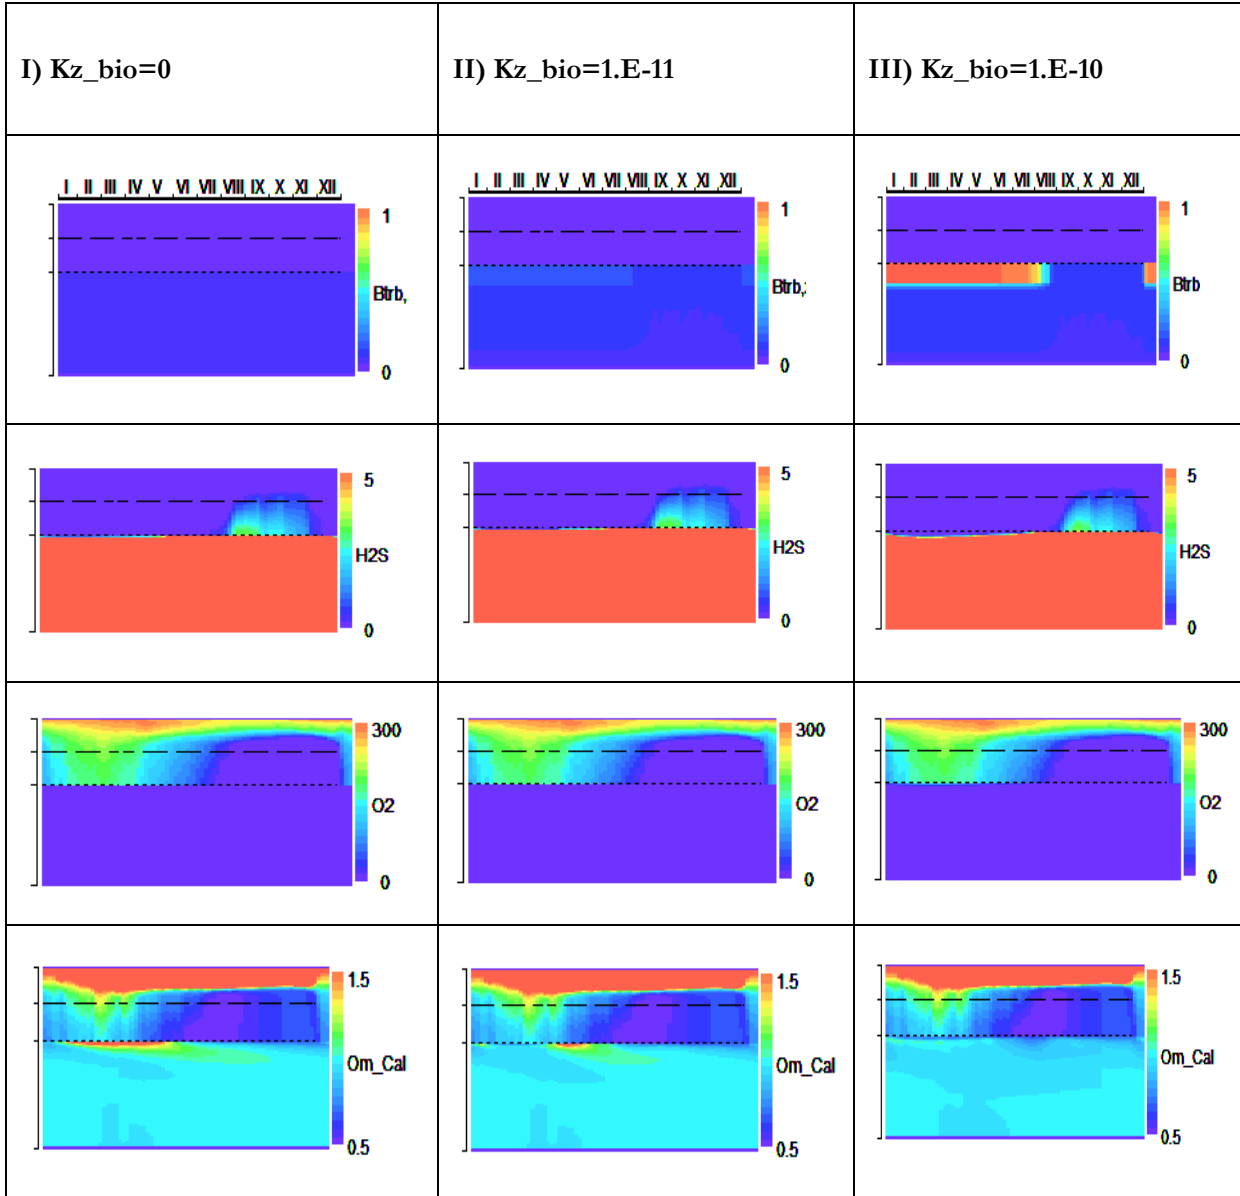 I) Kz_bio=0
II) Kz_bio=1.E-11
III) Kz_bio=1.E-10
I II III IV V VI VII VIII IX X XI XII
1
Btrb,
0
I II III IV V VI VII VIII IX X XI XII
1
Btrb,:
0
I II III IV V VI VII VIII IX X XI XII
1
Btrb
0
5
H2S
0
5
H2S
0
5
H2S
0
300
O2
0
300
O2
0
300
O2
0
1.5
Om_Cal
0.5
1.5
Om_Cal
0.5
1.5
Om_Cal
0.5